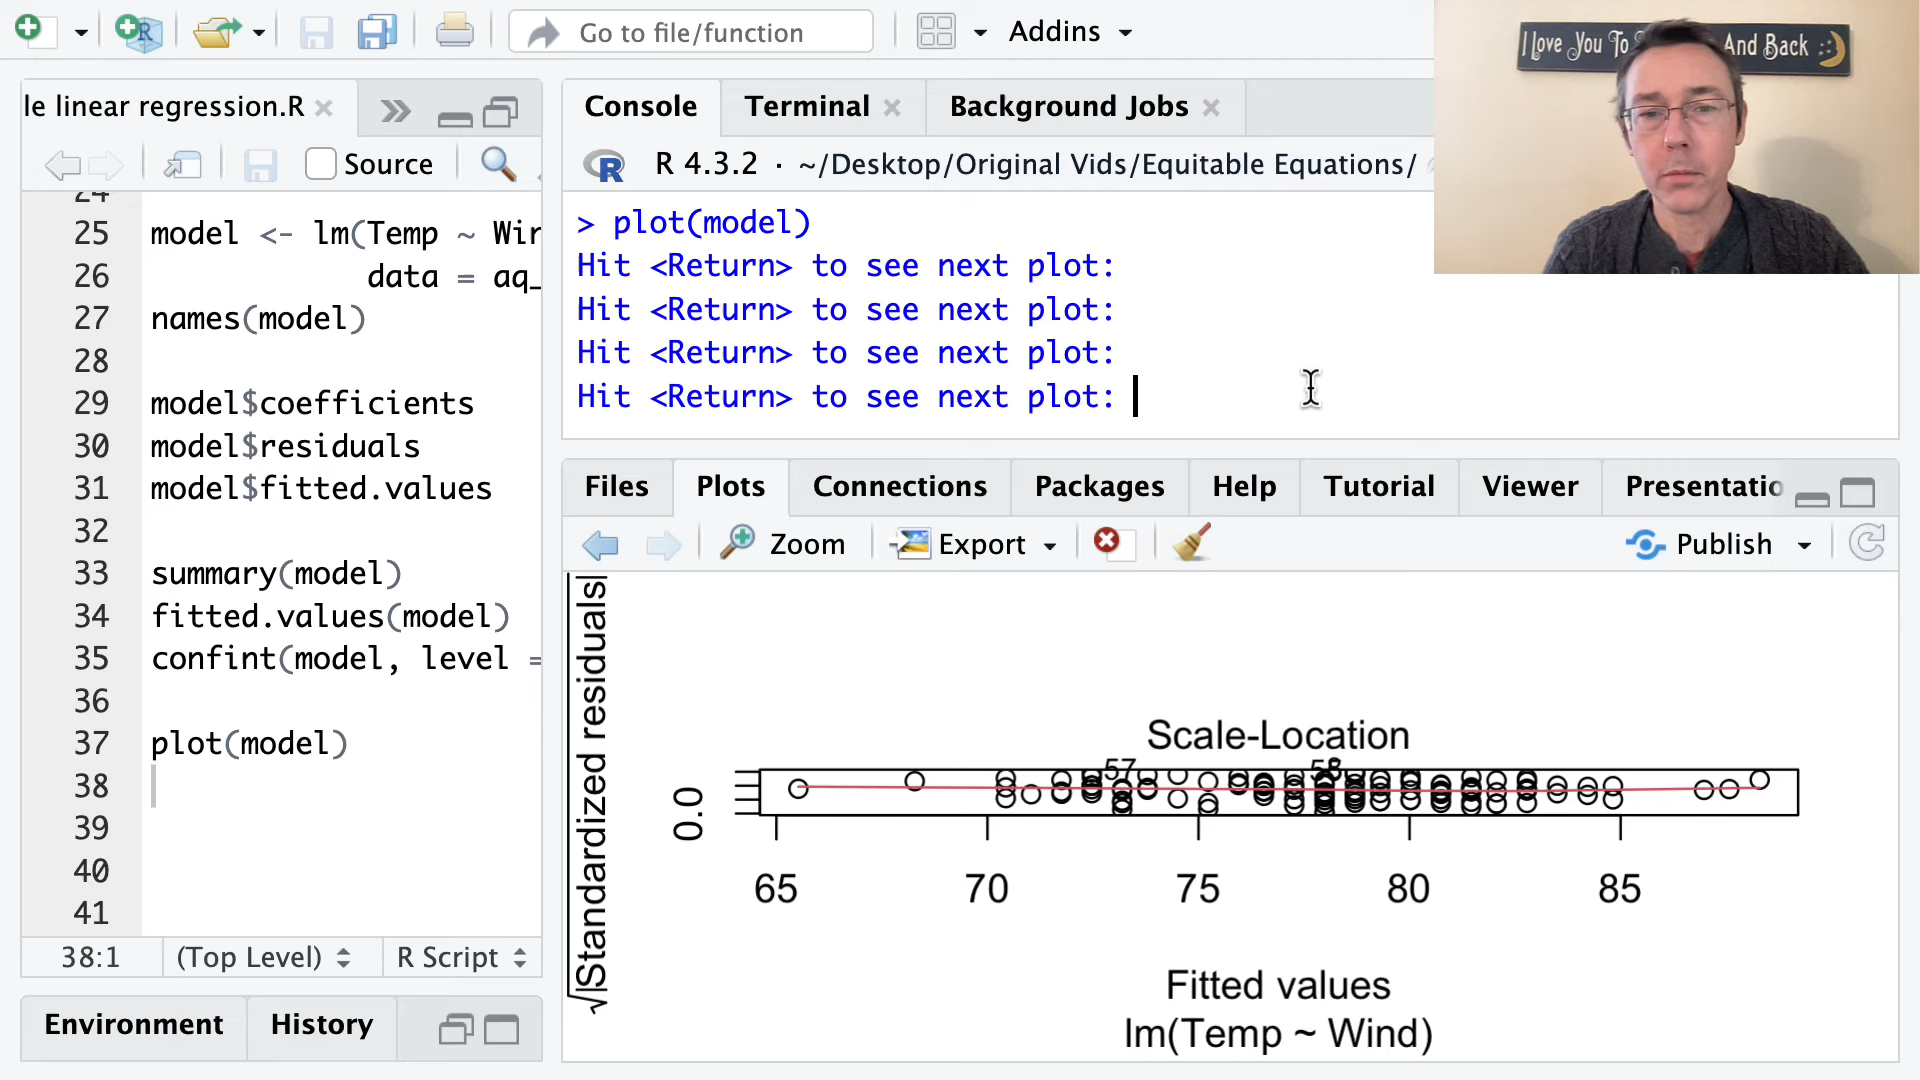 Go to file/function
Addins
I Love You To And Back
le linear regression.R
Source
25 model <- lm(Temp ~ Wir
26 data = aq_
27 names(model)
28
29 model$coefficients
30 model$residuals
31 model$fitted.values
32
33 summary(model)
34 fitted.values(model)
35 confint(model, level =
36
37 plot(model)
38
39
40
41
38:1 (Top Level) R Script
Environment History
Console Terminal Background Jobs
R 4.3.2 · ~/Desktop/Original Vids/Equitable Equations/
> plot(model)
Hit <Return> to see next plot:
Hit <Return> to see next plot:
Hit <Return> to see next plot:
Hit <Return> to see next plot:
Files Plots Connections Packages Help Tutorial Viewer Presentatio
Zoom Export Publish
√|Standardized residuals|
Scale-Location
57
0.0
65 70 75 80 85
Fitted values
lm(Temp ~ Wind)